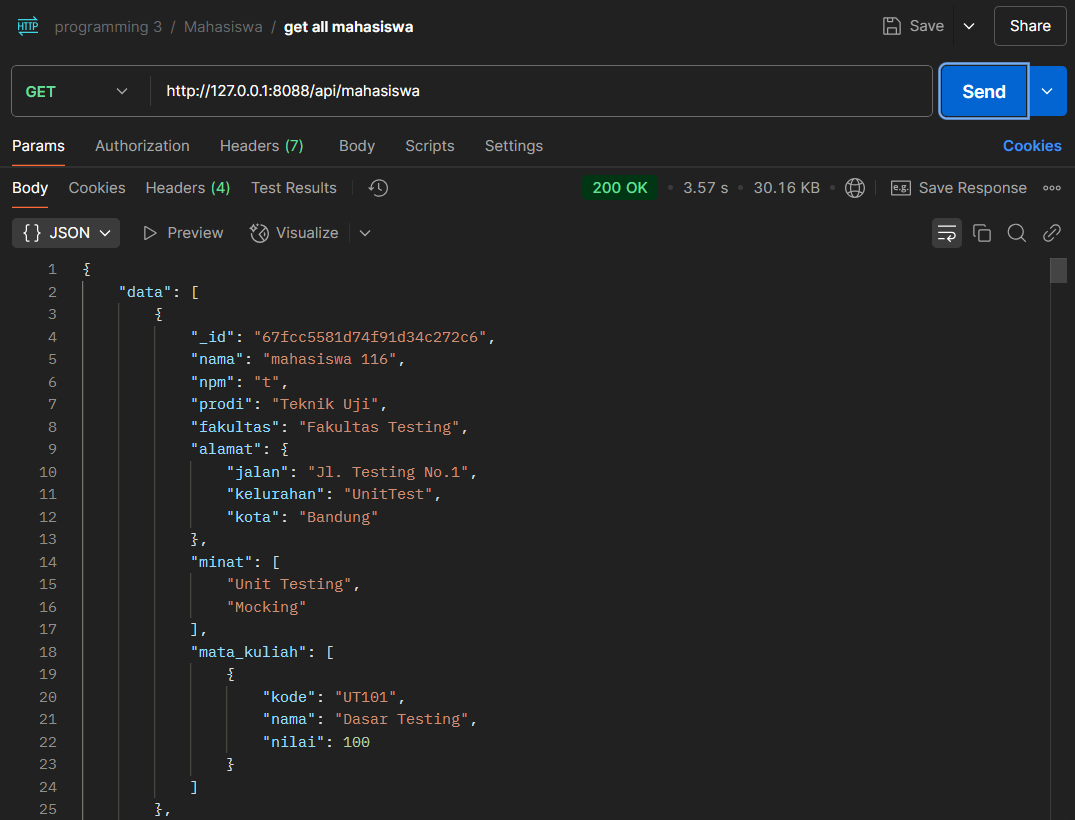 HTTP programming 3 / Mahasiswa / get all mahasiswa Save Share
GET http://127.0.0.1:8088/api/mahasiswa Send
Params Authorization Headers (7) Body Scripts Settings Cookies
Body Cookies Headers (4) Test Results 200 OK • 3.57 s • 30.16 KB • e.g. Save Response
{} JSON Preview Visualize
1 {
2 "data": [
3 {
4 "_id": "67fcc5581d74f91d34c272c6",
5 "nama": "mahasiswa 116",
6 "npm": "t",
7 "prodi": "Teknik Uji",
8 "fakultas": "Fakultas Testing",
9 "alamat": {
10 "jalan": "Jl. Testing No.1",
11 "kelurahan": "UnitTest",
12 "kota": "Bandung"
13 },
14 "minat": [
15 "Unit Testing",
16 "Mocking"
17 ],
18 "mata_kuliah": [
19 {
20 "kode": "UT101",
21 "nama": "Dasar Testing",
22 "nilai": 100
23 }
24 ]
25 },